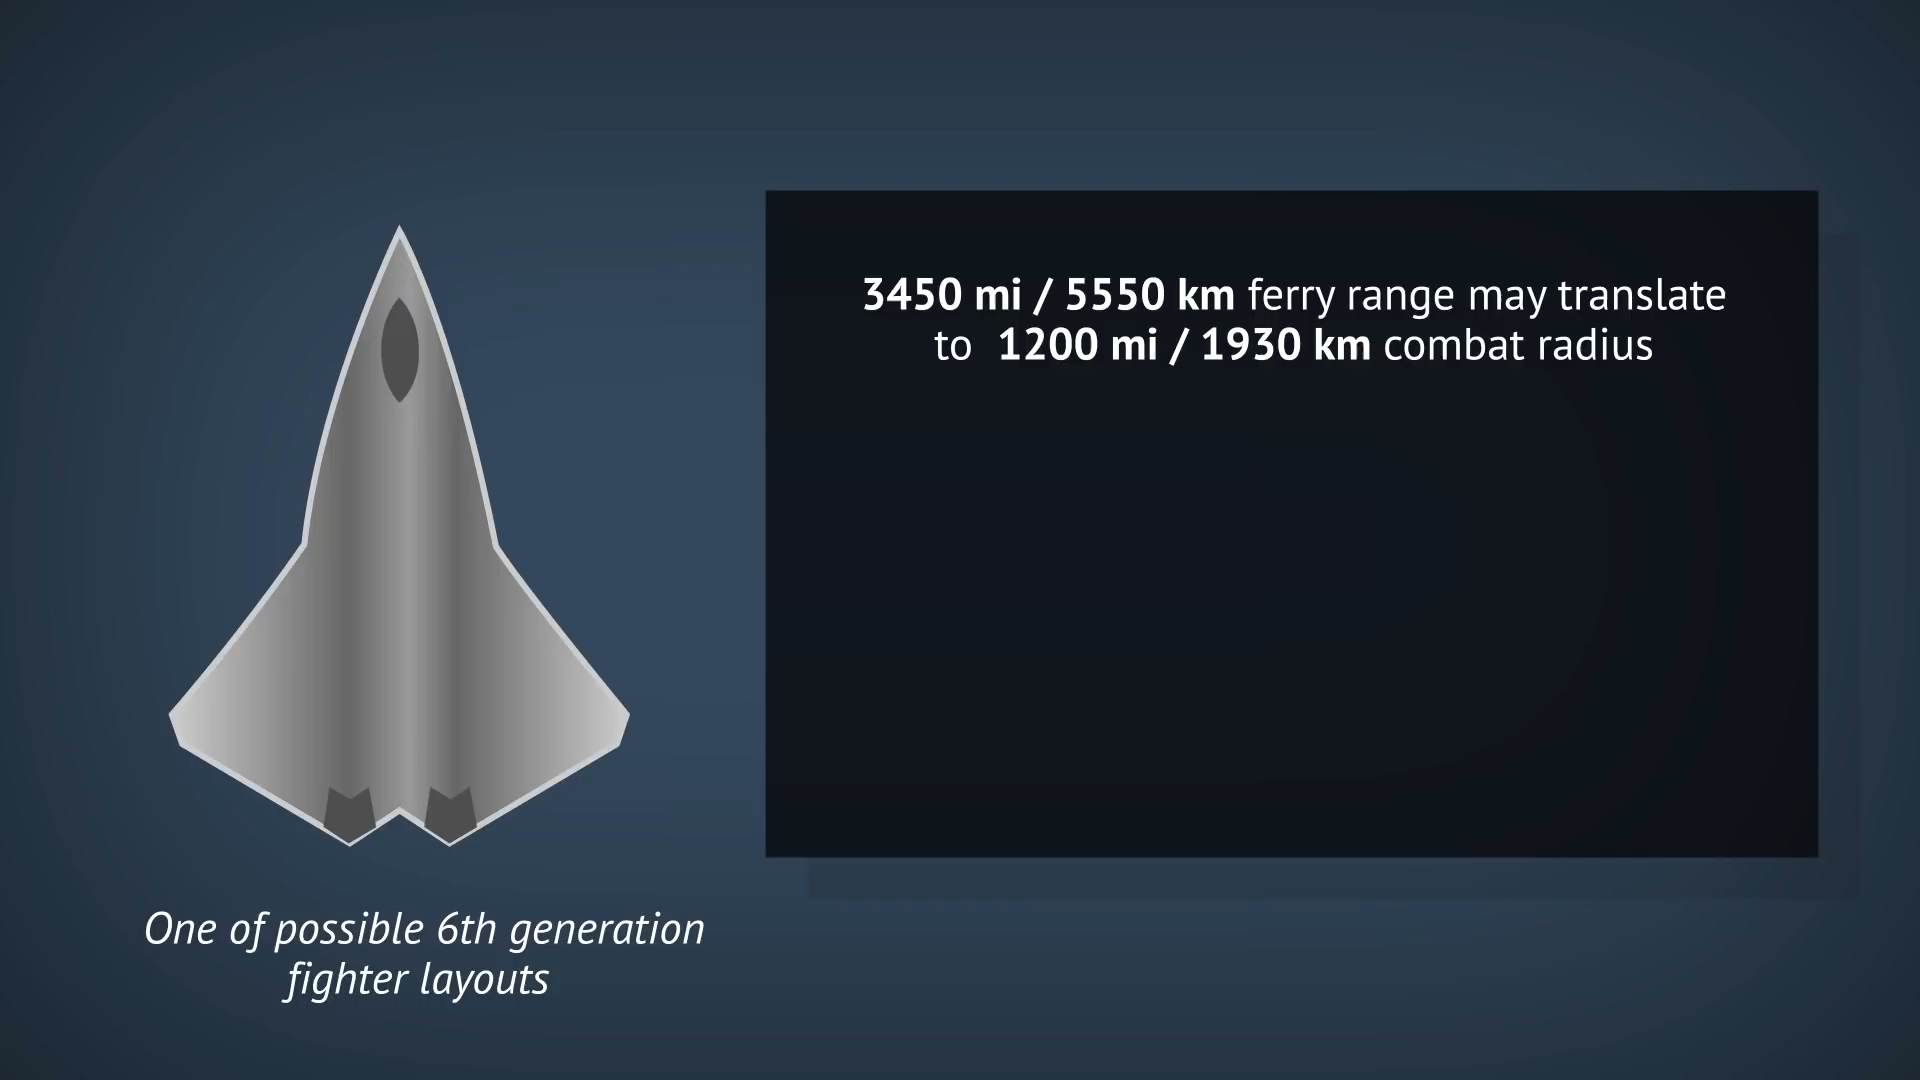 3450 mi / 5550 km ferry range may translate
to 1200 mi / 1930 km combat radius
One of possible 6th generation
fighter layouts